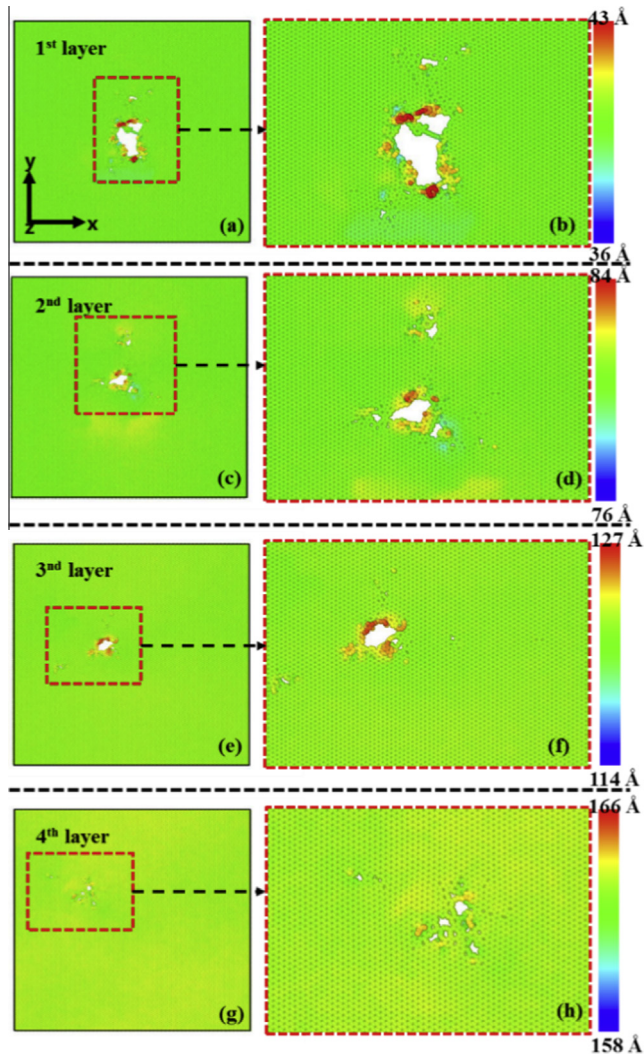 43 Å
1st layer
y
z
x
(a)
(b)
36 Å
84 Å
2nd layer
(c)
(d)
76 Å
127 Å
3nd layer
(e)
(f)
114 Å
166 Å
4th layer
(g)
(h)
158 Å